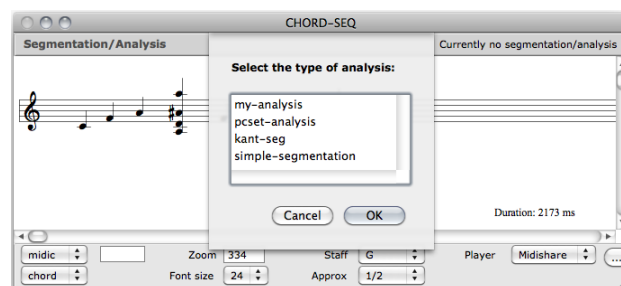 CHORD-SEQ
Segmentation/Analysis
Currently no segmentation/analysis
Select the type of analysis:
my-analysis
pcset-analysis
kant-seg
simple-segmentation
Cancel OK
Duration: 2173 ms
midic Zoom 334 Staff G Player Midishare ...
chord Font size 24 Approx 1/2